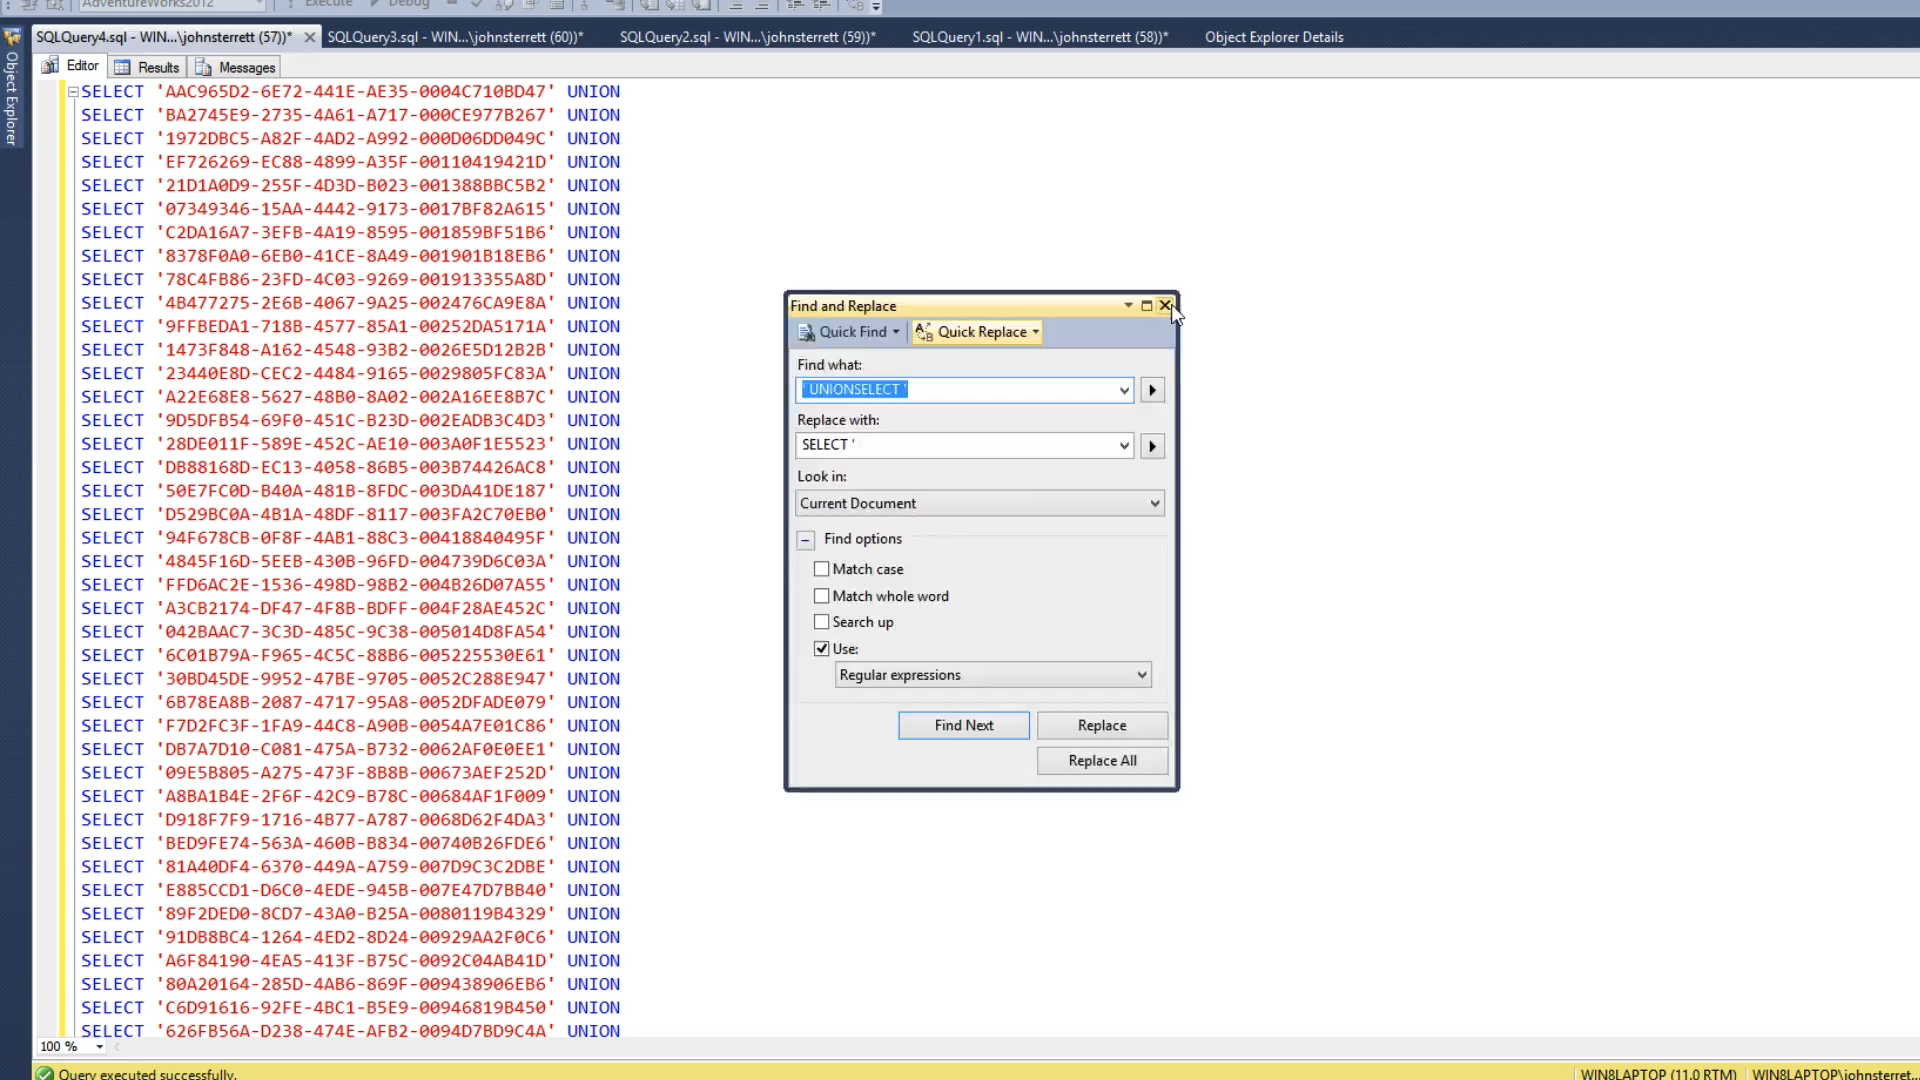 AdventureWorks2012
Execute
Debug
SQLQuery4.sql - WIN...\johnsterrett (57))*
SQLQuery3.sql - WIN...\johnsterrett (60))*
SQLQuery2.sql - WIN...\johnsterrett (59))*
SQLQuery1.sql - WIN...\johnsterrett (58))*
Object Explorer Details
Object Explorer
Editor
Results
Messages
SELECT 'AAC965D2-6E72-441E-AE35-0004C710BD47' UNION
SELECT 'BA2745E9-2735-4A61-A717-000CE977B267' UNION
SELECT '1972DBC5-A82F-4AD2-A992-000D06DD049C' UNION
SELECT 'EF726269-EC88-4899-A35F-00110419421D' UNION
SELECT '21D1A0D9-255F-4D3D-B023-001388BBC5B2' UNION
SELECT '07349346-15AA-4442-9173-0017BF82A615' UNION
SELECT 'C2DA16A7-3EFB-4A19-8595-001859BF51B6' UNION
SELECT '8378F0A0-6EB0-41CE-8A49-001901B18EB6' UNION
SELECT '78C4FB86-23FD-4C03-9269-001913355A8D' UNION
SELECT '4B477275-2E6B-4067-9A25-002476CA9E8A' UNION
SELECT '9FFBEDA1-718B-4577-85A1-00252DA5171A' UNION
SELECT '1473F848-A162-4548-93B2-0026E5D12B2B' UNION
SELECT '23440E8D-CEC2-4484-9165-0029805FC83A' UNION
SELECT 'A22E68E8-5627-48B0-8A02-002A16EE8B7C' UNION
SELECT '9D5DFB54-69F0-451C-B23D-002EADB3C4D3' UNION
SELECT '28DE011F-589E-452C-AE10-003A0F1E5523' UNION
SELECT 'DB88168D-EC13-4058-86B5-003B74426AC8' UNION
SELECT '50E7FC0D-B40A-481B-8FDC-003DA41DE187' UNION
SELECT 'D529BC0A-4B1A-48DF-8117-003FA2C70EB0' UNION
SELECT '94F678CB-0F8F-4AB1-88C3-00418840495F' UNION
SELECT '4845F16D-5EEB-430B-96FD-004739D6C03A' UNION
SELECT 'FFD6AC2E-1536-498D-98B2-004B26D07A55' UNION
SELECT 'A3CB2174-DF47-4F8B-BDFF-004F28AE452C' UNION
SELECT '042BAAC7-3C3D-485C-9C38-005014D8FA54' UNION
SELECT '6C01B79A-F965-4C5C-88B6-005225530E61' UNION
SELECT '30BD45DE-9952-47BE-9705-0052C288E947' UNION
SELECT '6B78EA8B-2087-4717-95A8-0052DFADE079' UNION
SELECT 'F7D2FC3F-1FA9-44C8-A90B-0054A7E01C86' UNION
SELECT 'DB7A7D10-C081-475A-B732-0062AF0E0EE1' UNION
SELECT '09E5B805-A275-473F-8B8B-00673AEF252D' UNION
SELECT 'A8BA1B4E-2F6F-42C9-B78C-00684AF1F009' UNION
SELECT 'D918F7F9-1716-4B77-A787-0068D62F4DA3' UNION
SELECT 'BED9FE74-563A-460B-B834-00740B26FDE6' UNION
SELECT '81A40DF4-6370-449A-A759-007D9C3C2DBE' UNION
SELECT 'E885CCD1-D6C0-4EDE-945B-007E47D7BB40' UNION
SELECT '89F2DED0-8CD7-43A0-B25A-0080119B4329' UNION
SELECT '91DB8BC4-1264-4ED2-8D24-00929AA2F0C6' UNION
SELECT 'A6F84190-4EA5-413F-B75C-0092C04AB41D' UNION
SELECT '80A20164-285D-4AB6-869F-009438906EB6' UNION
SELECT 'C6D91616-92FE-4BC1-B5E9-00946819B450' UNION
SELECT '626FB56A-D238-474E-AFB2-0094D7BD9C4A' UNION
Find and Replace
Quick Find
Quick Replace
Find what:
' UNIONSELECT '
Replace with:
SELECT '
Look in:
Current Document
Find options
Match case
Match whole word
Search up
Use:
Regular expressions
Find Next
Replace
Replace All
100 %
Query executed successfully.
WIN8LAPTOP (11.0 RTM)
WIN8LAPTOP\johnsterret...